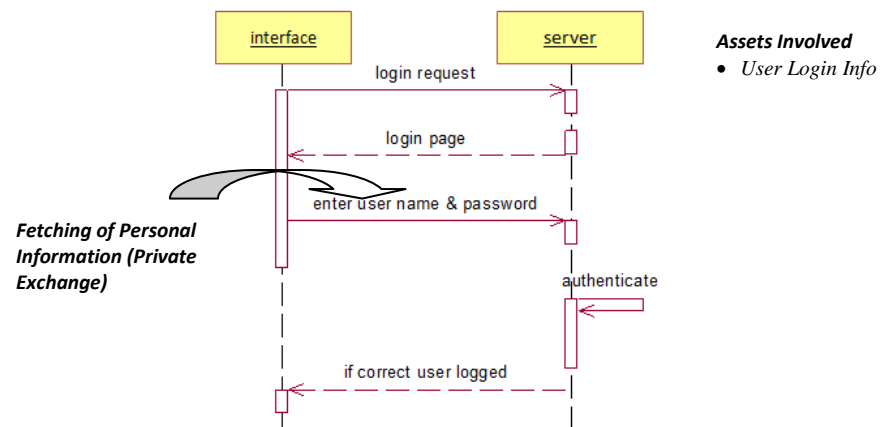 interface
server
Assets Involved
• User Login Info
login request
login page
enter user name & password
Fetching of Personal
Information (Private
Exchange)
authenticate
if correct user logged